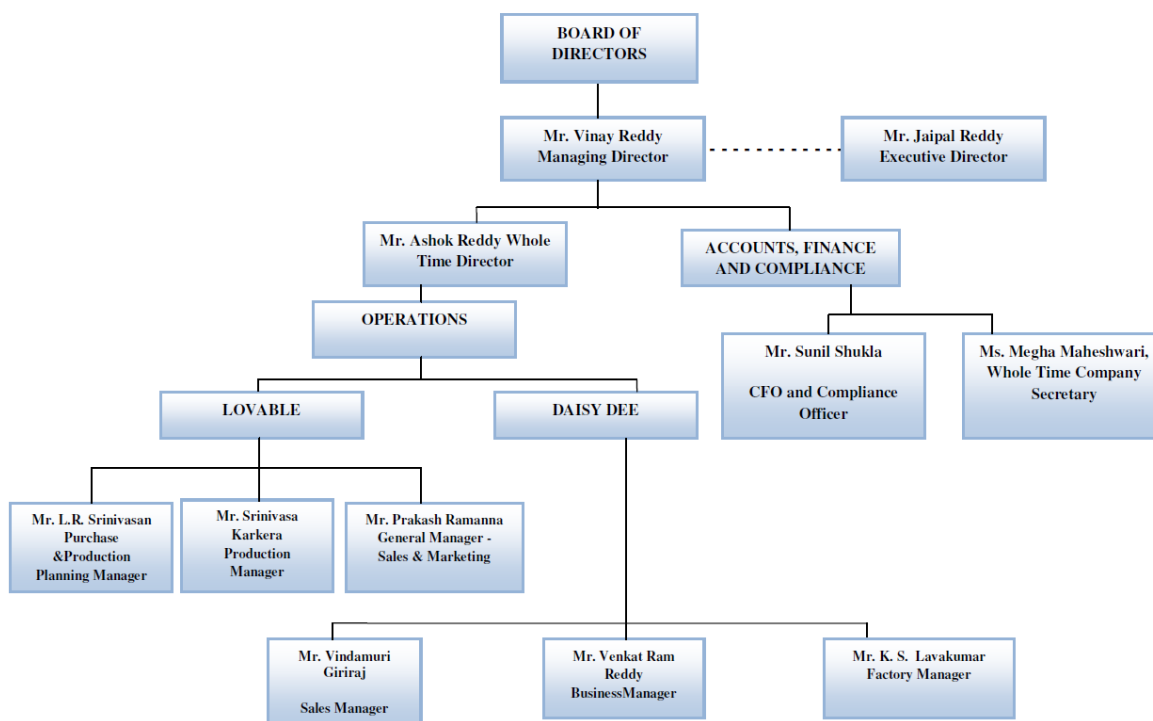 BOARD OF
DIRECTORS
Mr. Vinay Reddy
Managing Director
Mr. Jaipal Reddy
Executive Director
Mr. Ashok Reddy Whole
Time Director
ACCOUNTS, FINANCE
AND COMPLIANCE
OPERATIONS
Mr. Sunil Shukla
CFO and Compliance
Officer
Ms. Megha Maheshwari,
Whole Time Company
Secretary
LOVABLE
DAISY DEE
Mr. L.R. Srinivasan
Purchase
&Production
Planning Manager
Mr. Srinivasa
Karkera
Production
Manager
Mr. Prakash Ramanna
General Manager -
Sales & Marketing
Mr. Vindamuri
Giriraj
Sales Manager
Mr. Venkat Ram
Reddy
BusinessManager
Mr. K. S. Lavakumar
Factory Manager